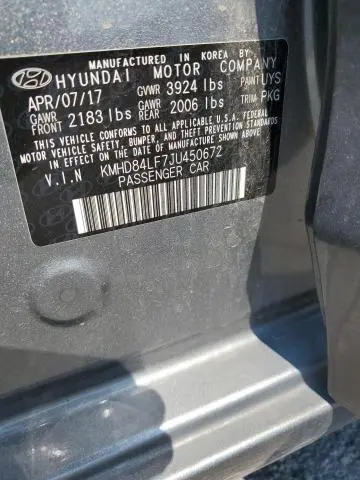 MANUFACTURED IN KOREA BY
HYUNDAI MOTOR COMPANY
APR/07/17 GVWR 3924 lbs PAINT UYS
GAWR FRONT 2183 lbs GAWR REAR 2006 lbs TRIM PKG
THIS VEHICLE CONFORMS TO ALL APPLICABLE U.S.A. FEDERAL
MOTOR VEHICLE SAFETY, BUMPER, AND THEFT PREVENTION STANDARDS
IN EFFECT ON THE DATE OF MANUFACTURE SHOWN ABOVE.
V.I.N KMHD84LF7JU450672
PASSENGER CAR